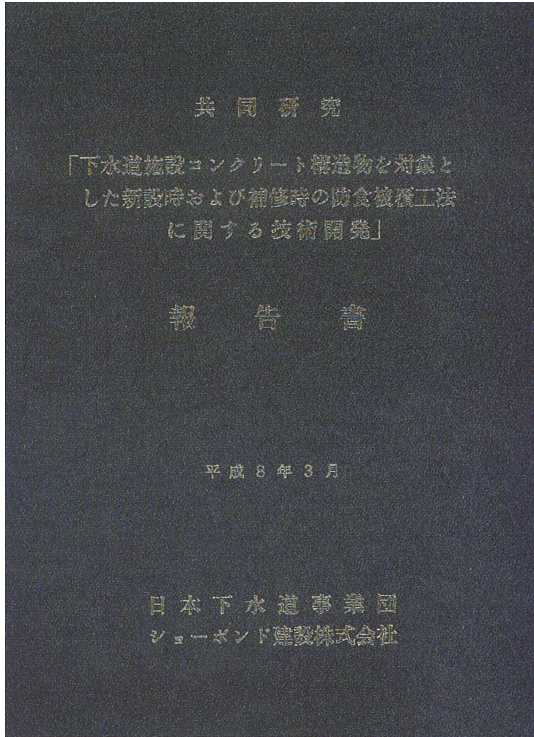 共同研究
「下水道施設コンクリート構造物を対象と
した新設時および補修時の防食被覆工法
に関する技術開発」
報告書
平成8年3月
日本下水道事業団
ショーボンド建設株式会社